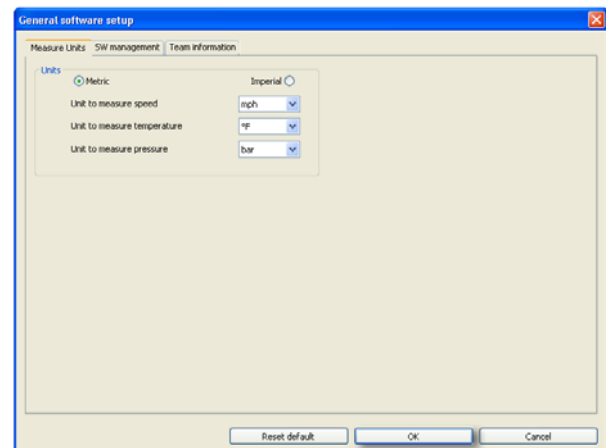 General software setup
Measure Units SW management Team information
Units
Metric Imperial
Unit to measure speed mph
Unit to measure temperature °F
Unit to measure pressure bar
Reset default OK Cancel